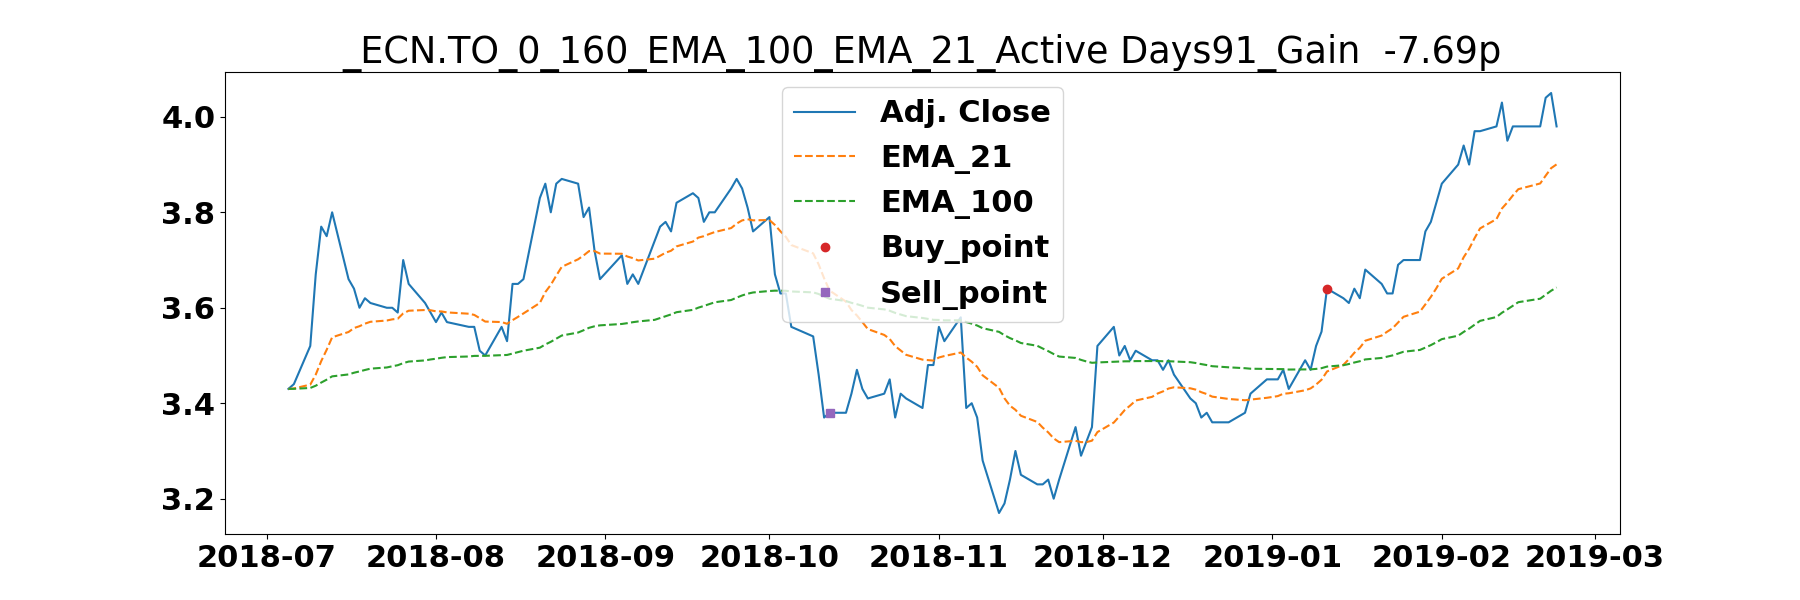 _ECN.TO_0_160_EMA_100_EMA_21_Active Days91_Gain  -7.69p
4.0
3.8
3.6
3.4
3.2
Adj. Close
EMA_21
EMA_100
Buy_point
Sell_point
2018-07 2018-08 2018-09 2018-10 2018-11 2018-12 2019-01 2019-02 2019-03